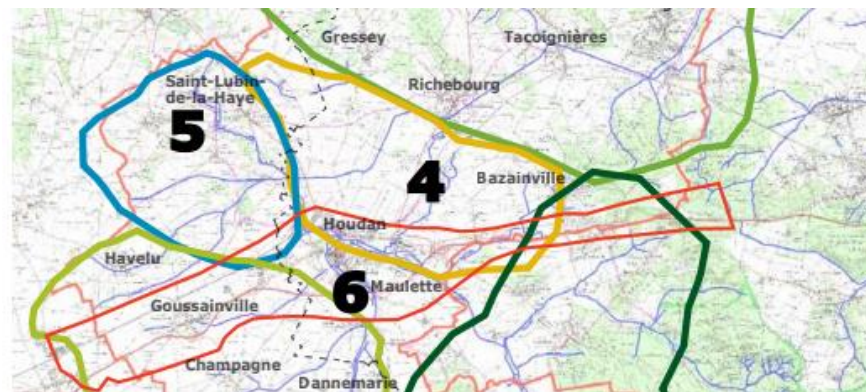 Gressey
Tacoignières
Saint-Lubin-
de-la-Haye
Richebourg
5
4
Bazainville
Houdan
Havelu
6
Maulette
Goussainville
Champagne
Dannemarie